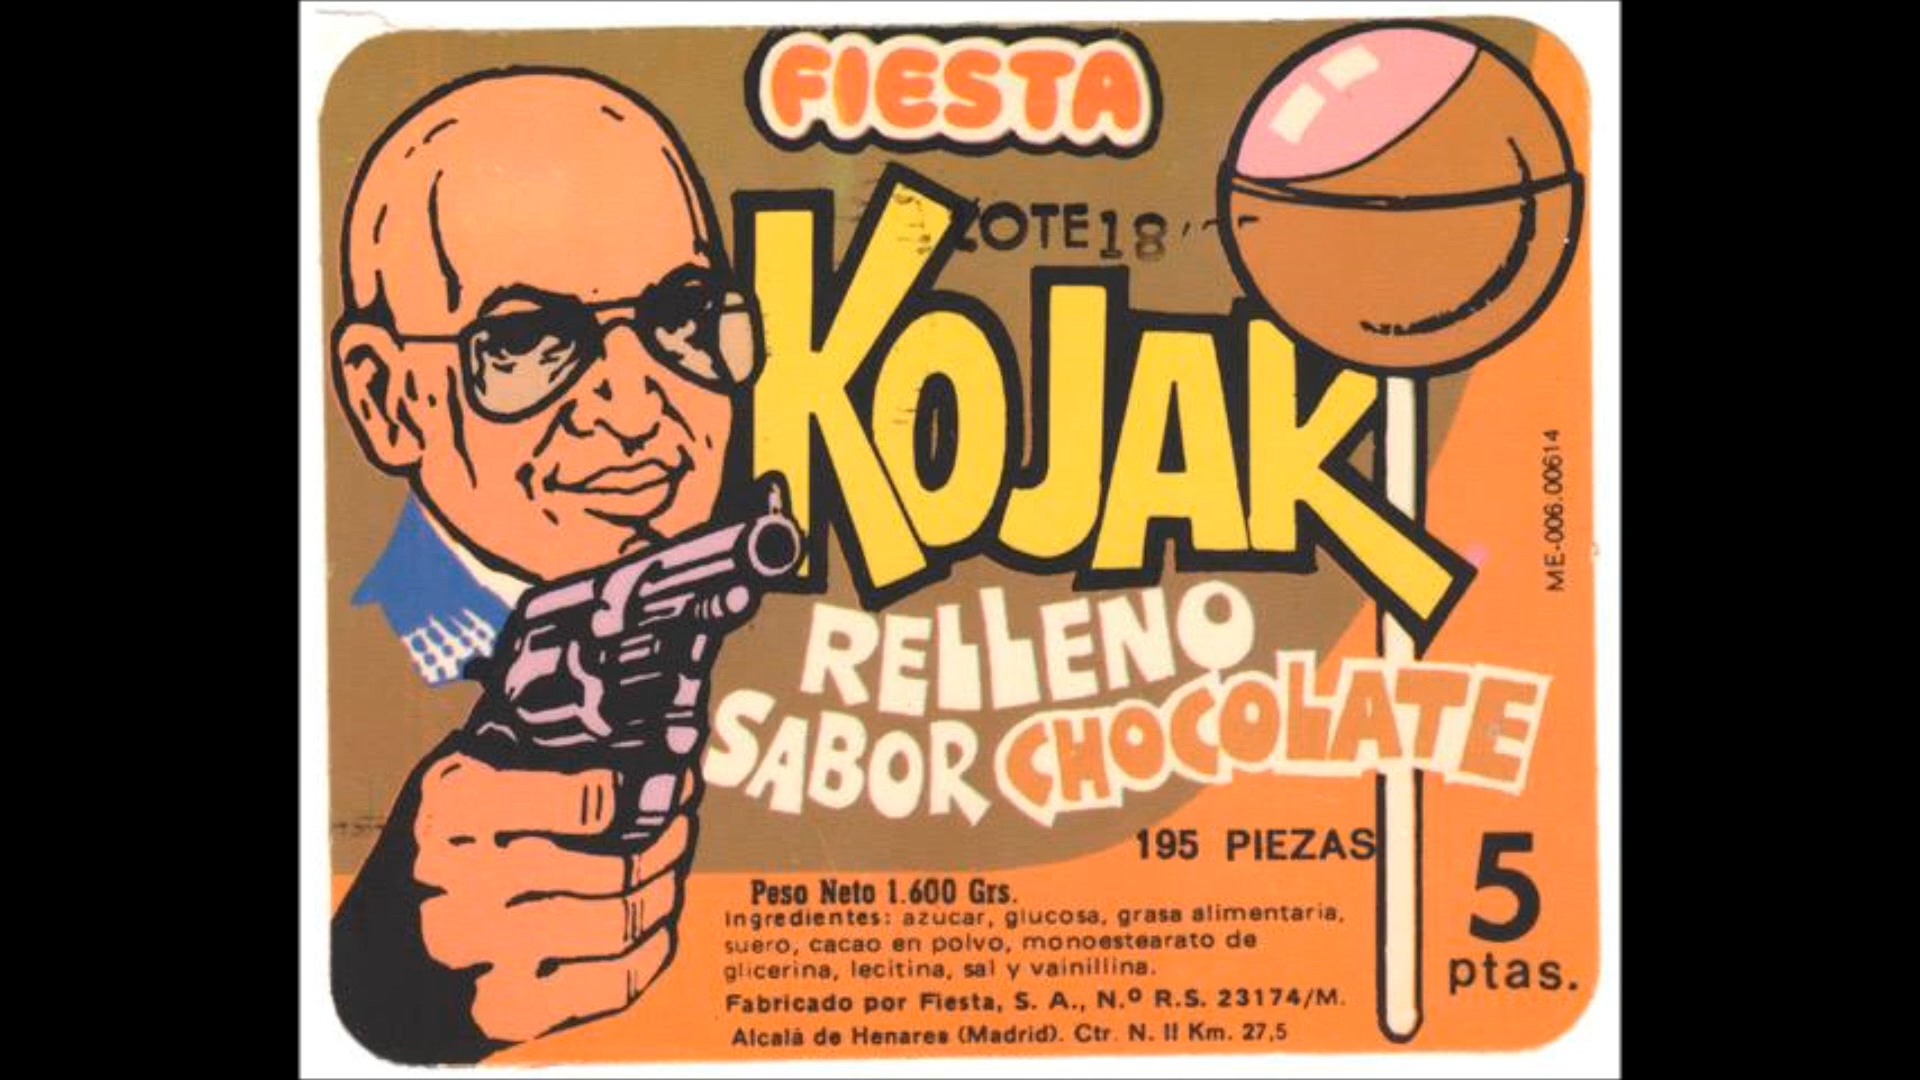 FIESTA
LOTE 18
KOJAK
RELLENO
SABOR CHOCOLATE
195 PIEZAS
5
ptas.
Peso Neto 1.600 Grs.
Ingredientes: azucar, glucosa, grasa alimentaria,
suero, cacao en polvo, monoestearato de
glicerina, lecitina, sal y vainillina.
Fabricado por Fiesta, S. A., N.º R.S. 23174/M.
Alcalá de Henares (Madrid). Ctr. N. II Km. 27,5
ME.-006.00614